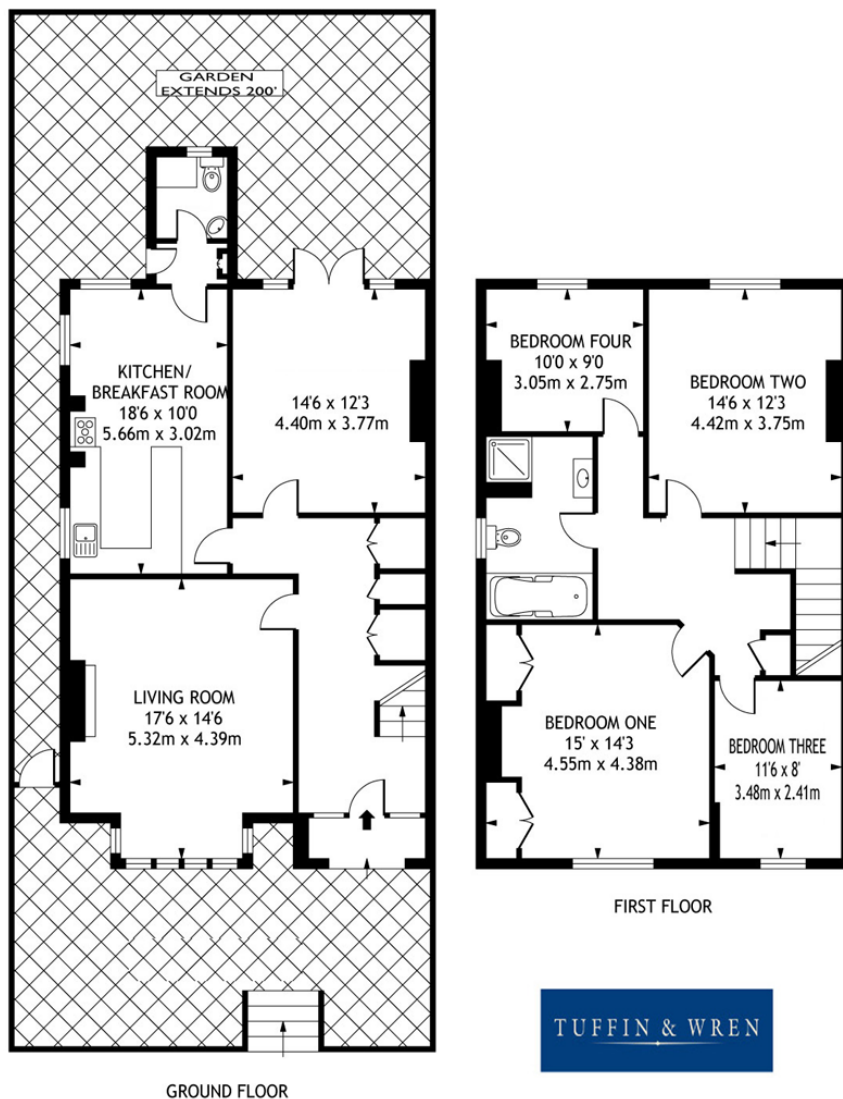 GARDEN
EXTENDS 200'
KITCHEN/
BREAKFAST ROOM
18'6 x 10'0
5.66m x 3.02m
14'6 x 12'3
4.40m x 3.77m
LIVING ROOM
17'6 x 14'6
5.32m x 4.39m
GROUND FLOOR
BEDROOM FOUR
10'0 x 9'0
3.05m x 2.75m
BEDROOM TWO
14'6 x 12'3
4.42m x 3.75m
BEDROOM ONE
15' x 14'3
4.55m x 4.38m
BEDROOM THREE
11'6 x 8'
3.48m x 2.41m
FIRST FLOOR
TUFFIN & WREN